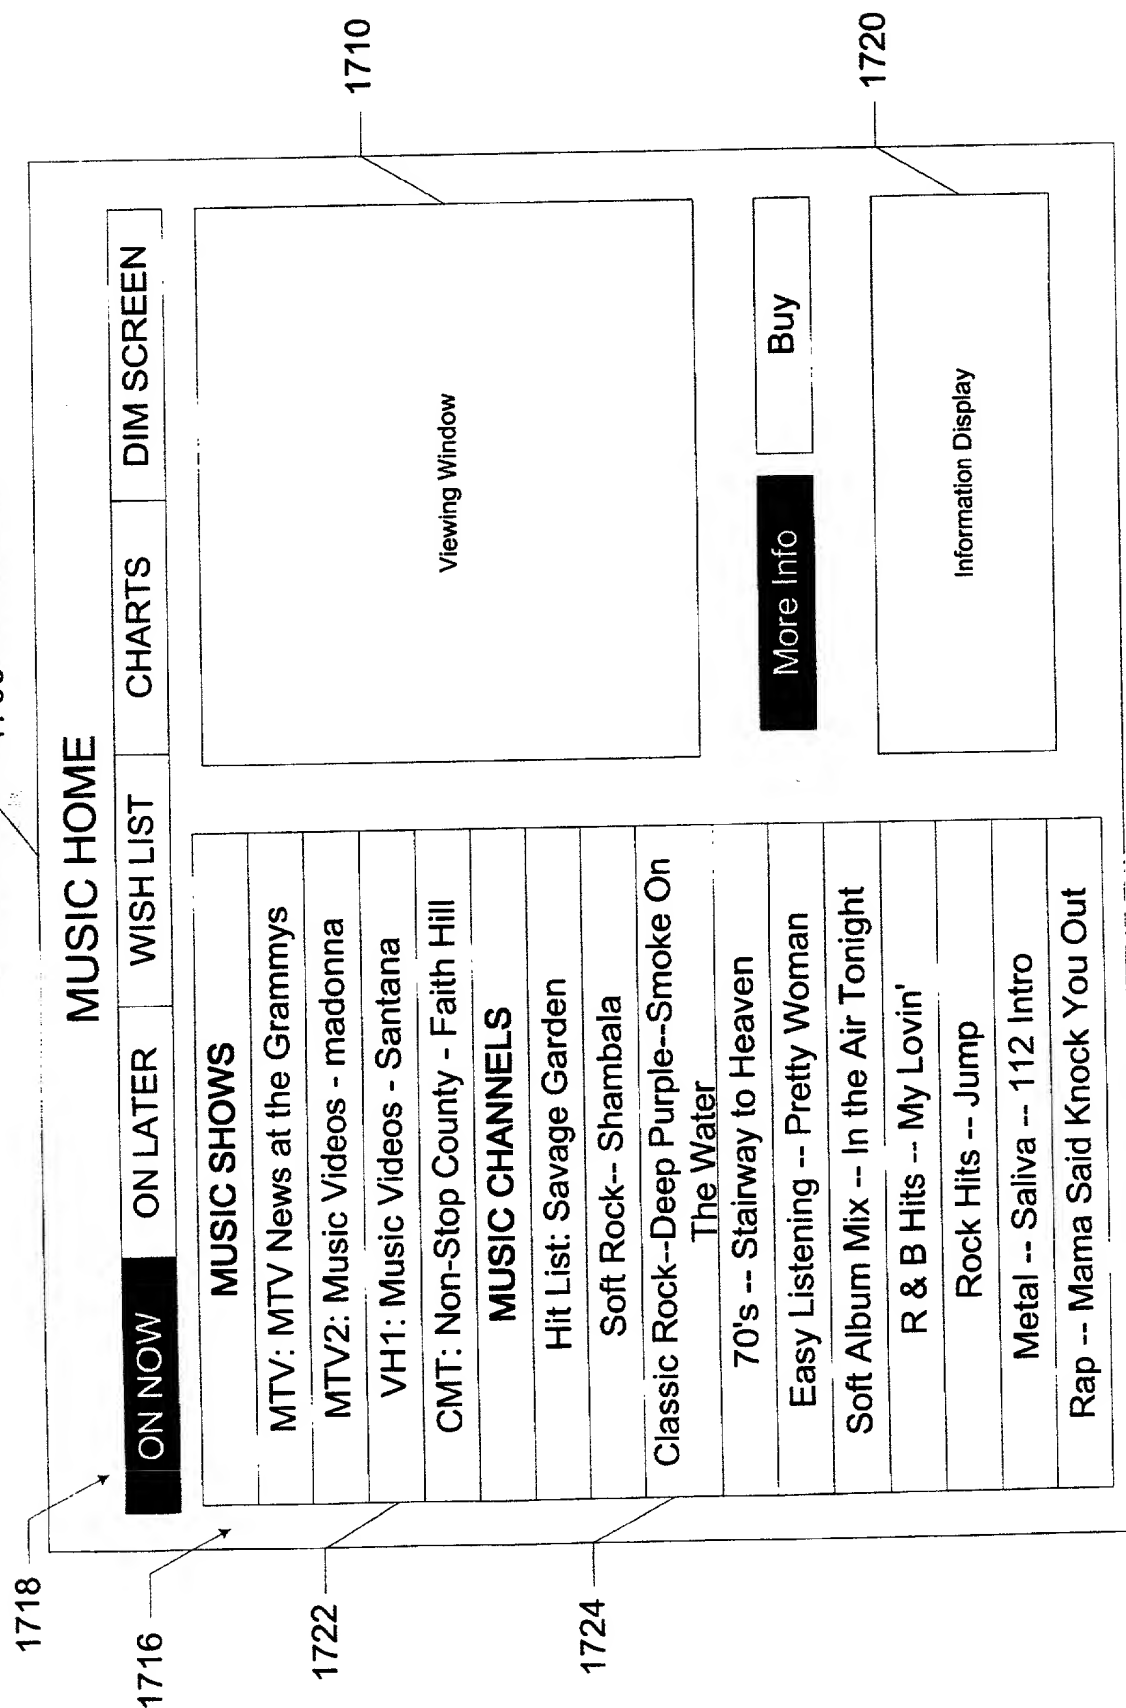 MUSIC HOME
ON NOW
ON LATER
WISH LIST
CHARTS
DIM SCREEN
MUSIC SHOWS
MTV: MTV News at the Grammys
MTV2: Music Videos - madonna
VH1: Music Videos - Santana
CMT: Non-Stop County - Faith Hill
MUSIC CHANNELS
Hit List: Savage Garden
Soft Rock-- Shambala
Classic Rock--Deep Purple--Smoke On
The Water
70's -- Stairway to Heaven
Easy Listening -- Pretty Woman
Soft Album Mix -- In the Air Tonight
R & B Hits -- My Lovin'
Rock Hits -- Jump
Metal -- Saliva -- 112 Intro
Rap -- Mama Said Knock You Out
Viewing Window
More Info
Buy
Information Display
1718
1716
1722
1724
1710
1720